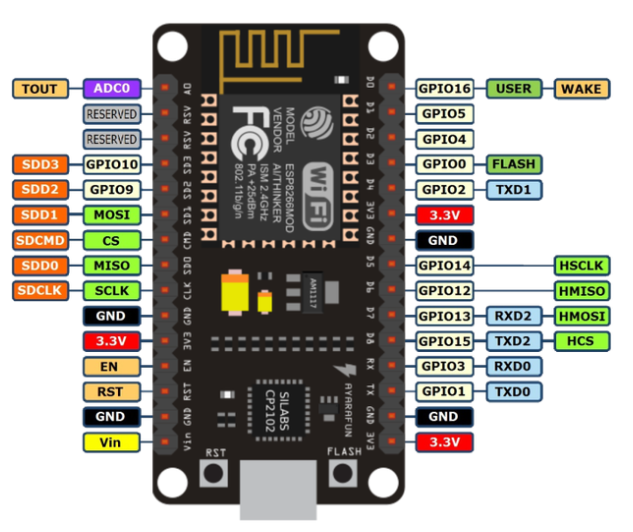 TOUT ADC0 A0 D0 GPIO16 USER WAKE
RESERVED RSV D1 GPIO5
RESERVED RSV D2 GPIO4
SDD3 GPIO10 SD3 D3 GPIO0 FLASH
SDD2 GPIO9 SD2 D4 GPIO2 TXD1
SDD1 MOSI SD1 3V3 3.3V
SDCMD CS CMD GND GND
SDD0 MISO SD0 D5 GPIO14 HSCLK
SDCLK SCLK CLK D6 GPIO12 HMISO
GND GND D7 GPIO13 RXD2 HMOSI
3.3V 3V3 D8 GPIO15 TXD2 HCS
EN EN RX GPIO3 RXD0
RST RST TX GPIO1 TXD0
GND GND GND GND
Vin Vin 3V3 3.3V
MODEL ESP8266MOD
VENDOR AI/THINKER
ISM 2.4GHz
PA +25dBm
802.11b/g/n
FC
Wi Fi
AM1117
SILABS
CP2102
AYARAFUN
RST
FLASH